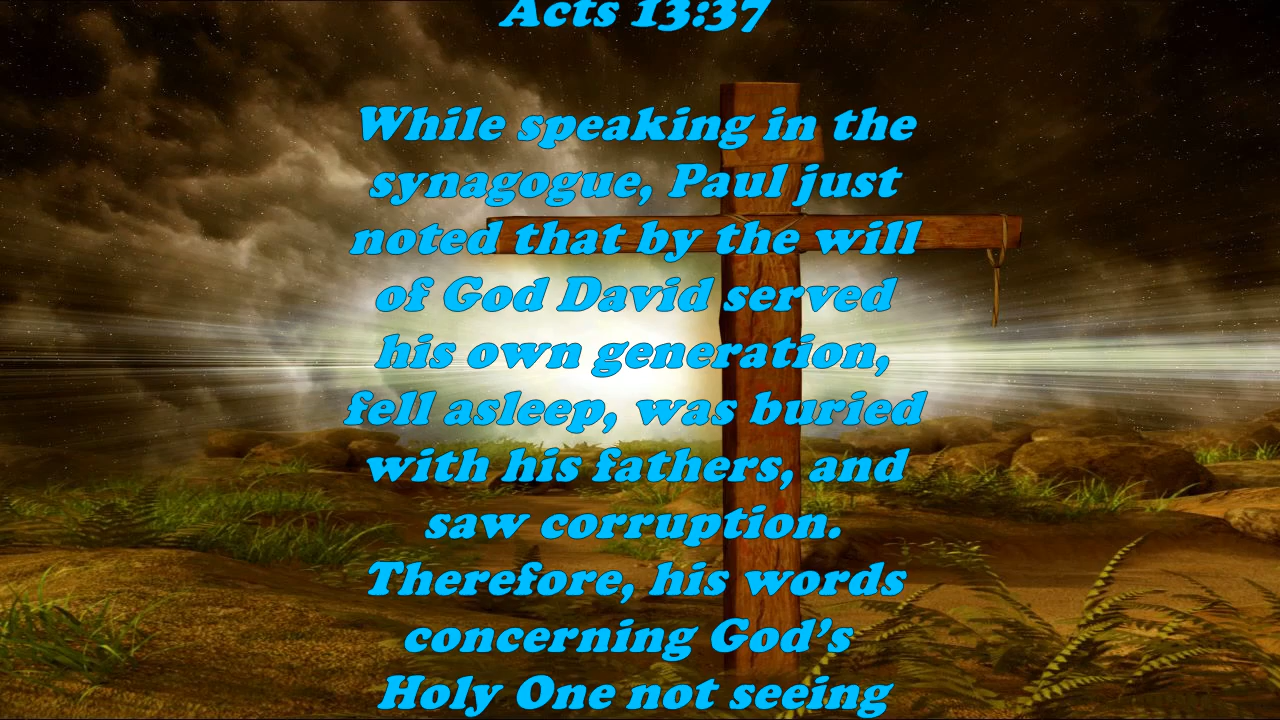 Acts 13:37
While speaking in the
synagogue, Paul just
noted that by the will
of God David served
his own generation,
fell asleep, was buried
with his fathers, and
saw corruption.
Therefore, his words
concerning God's
Holy One not seeing